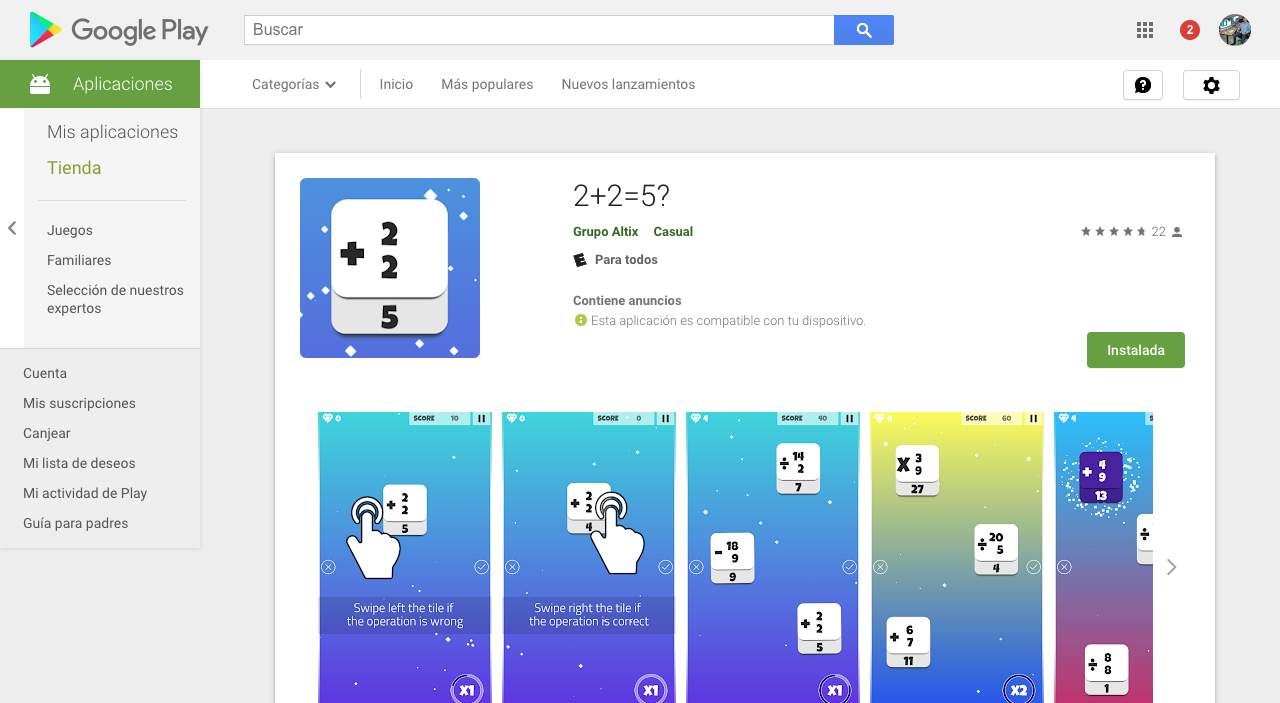 Google Play
Buscar
2
Aplicaciones
Categorías
Inicio
Más populares
Nuevos lanzamientos
Mis aplicaciones
Tienda
Juegos
Familiares
Selección de nuestros
expertos
Cuenta
Mis suscripciones
Canjear
Mi lista de deseos
Mi actividad de Play
Guía para padres
+ 2
2
5
2+2=5?
Grupo Altix Casual
22
E Para todos
Contiene anuncios
Esta aplicación es compatible con tu dispositivo.
Instalada
0 SCORE 10
+ 2
2
5
Swipe left the tile if
the operation is wrong
X1
0 SCORE 0
+ 2
2
4
Swipe right the tile if
the operation is correct
X1
4 SCORE 40
÷ 14
2
7
- 18
9
9
+ 2
2
5
X1
4 SCORE 60
X 3
9
27
÷ 20
5
4
+ 6
7
11
X2
4
+ 4
9
13
÷
÷ 8
8
1